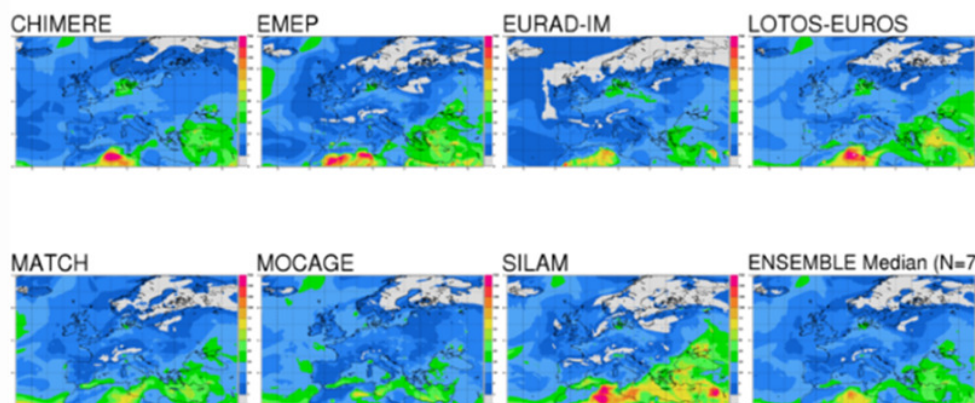 CHIMERE
EMEP
EURAD-IM
LOTOS-EUROS
MATCH
MOCAGE
SILAM
ENSEMBLE Median (N=7